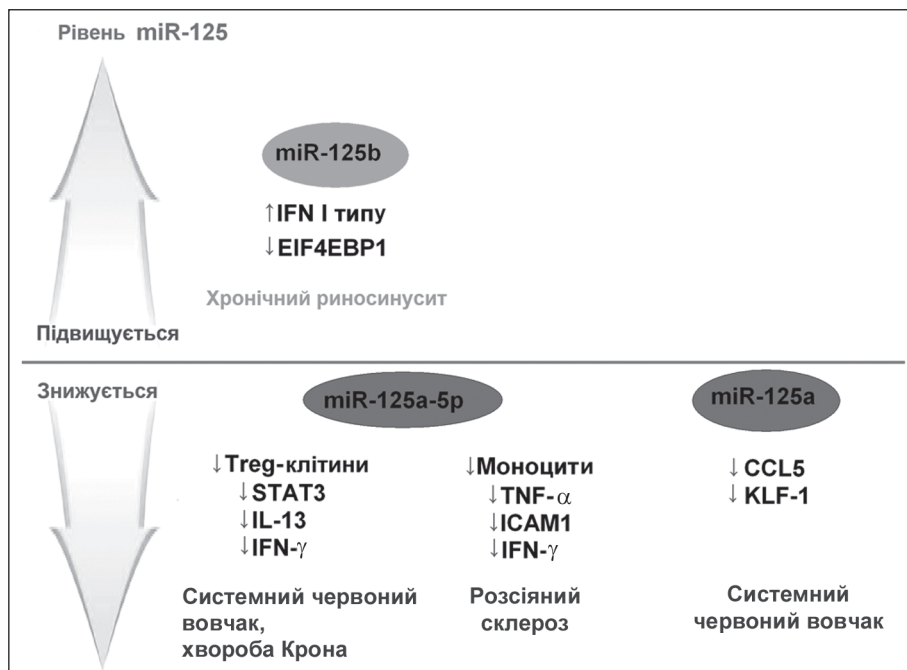 Рівень miR-125
miR-125b
↑IFN I типу
↓EIF4EBP1
Хронічний риносинусит
Підвищується
Знижується
miR-125a-5p
↓Treg-клітини
↓STAT3
↓IL-13
↓IFN-γ
Системний червоний
вовчак,
хвороба Крона
↓Моноцити
↓TNF-α
↓ICAM1
↓IFN-γ
Розсіяний
склероз
miR-125a
↓CCL5
↓KLF-1
Системний
червоний вовчак